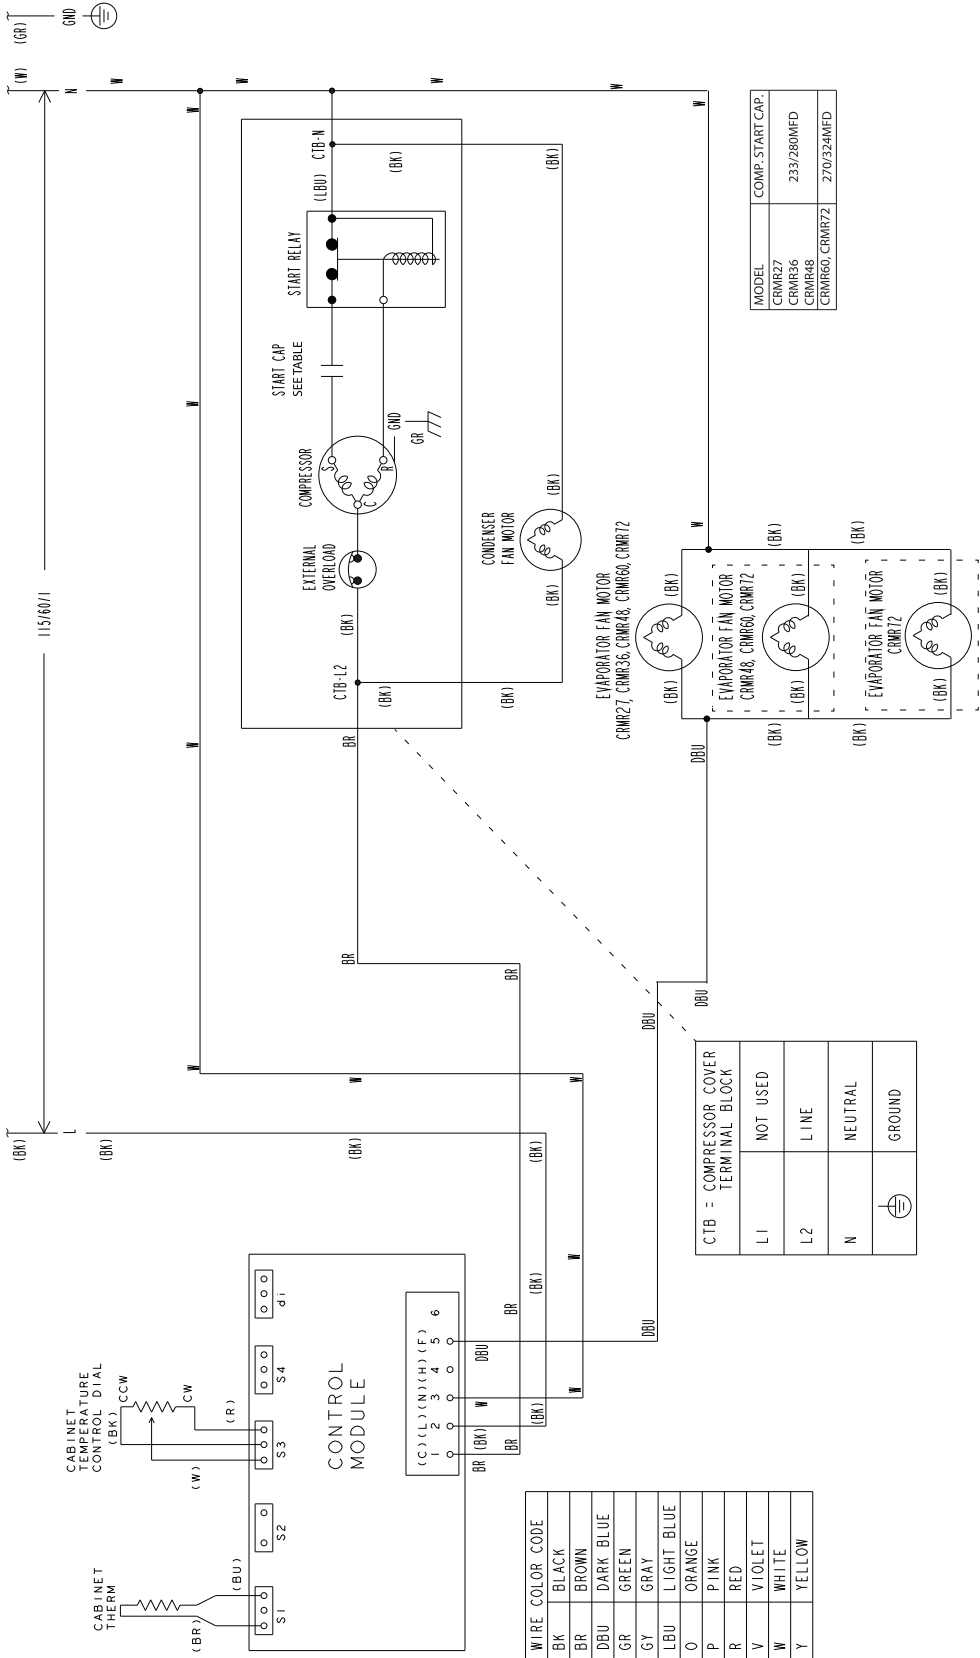 (GR)
GND
(W)
N
W
W
W
W
115/60/1
L
(BK)
(BK)
(BK)
(BK)
W
W
W
W
W
W
W
CTB-N
(BK)
(BK)
(LBU)
START RELAY
START CAP
SEE TABLE
COMPRESSOR
S
R
C
GND
GR
EXTERNAL
OVERLOAD
(BK)
CTB-L2
(BK)
(BK)
BR
BR
BR
CONDENSER
FAN MOTOR
(BK)
(BK)
W
W
EVAPORATOR FAN MOTOR
CRMR27, CRMR36, CRMR48, CRMR60, CRMR72
(BK)
(BK)
EVAPORATOR FAN MOTOR
CRMR48, CRMR60, CRMR72
(BK)
(BK)
(BK)
(BK)
EVAPORATOR FAN MOTOR
CRMR72
(BK)
(BK)
(BK)
(BK)
DBU
DBU
DBU
DBU
DBU
MODEL COMP. START CAP.
CRMR27
CRMR36 233/280MFD
CRMR48
CRMR60, CRMR72 270/324MFD
CTB = COMPRESSOR COVER
TERMINAL BLOCK
L1 NOT USED
L2 LINE
N NEUTRAL
GROUND
CABINET
THERM
(BR)
(BU)
S1
S2
CABINET
TEMPERATURE
CONTROL DIAL
(BK)
CCW
CW
(W)
(R)
S3
S4
di
CONTROL
MODULE
(C)(L)(N)(H)(F)
1 2 3 4 5 6
BR
(BK)
W
BR
(BK)
W
BR
(BK)
W
WIRE COLOR CODE
BK BLACK
BR BROWN
DBU DARK BLUE
GR GREEN
GY GRAY
LBU LIGHT BLUE
O ORANGE
P PINK
R RED
V VIOLET
W WHITE
Y YELLOW